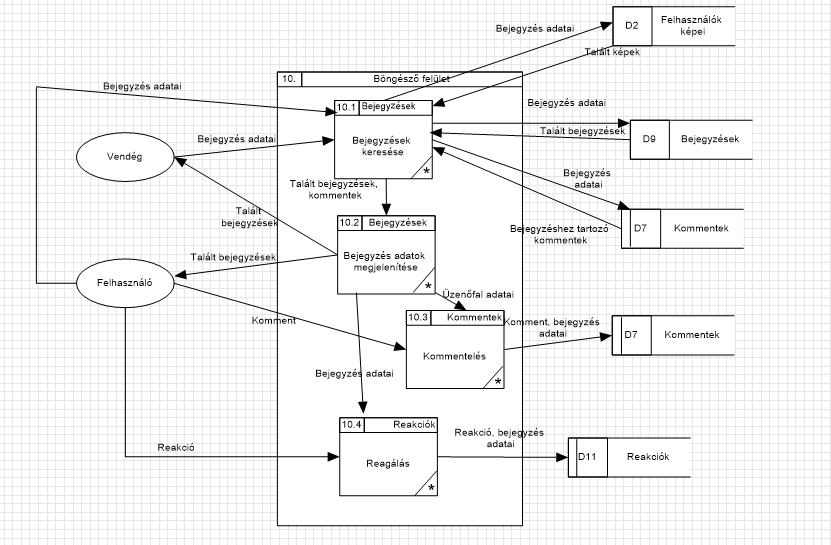 Bejegyzés adatai
D2
Felhasználók
képei
Talált képek
10.
Böngésző felület
Bejegyzés adatai
10.1
Bejegyzések
Bejegyzések
keresése
*
Bejegyzés adatai
Talált bejegyzések
D9
Bejegyzések
Vendég
Bejegyzés adatai
Bejegyzés
adatai
Talált bejegyzések,
kommentek
Talált
bejegyzések
10.2
Bejegyzések
Bejegyzés adatok
megjelenítése
*
Bejegyzéshez tartozó
kommentek
D7
Kommentek
Talált bejegyzések
Felhasználó
Üzenőfal adatai
Komment
10.3
Kommentek
Kommentelés
*
Komment, bejegyzés
adatai
D7
Kommentek
Bejegyzés adatai
10.4
Reakciók
Reagálás
*
Reakció
Reakció, bejegyzés
adatai
D11
Reakciók